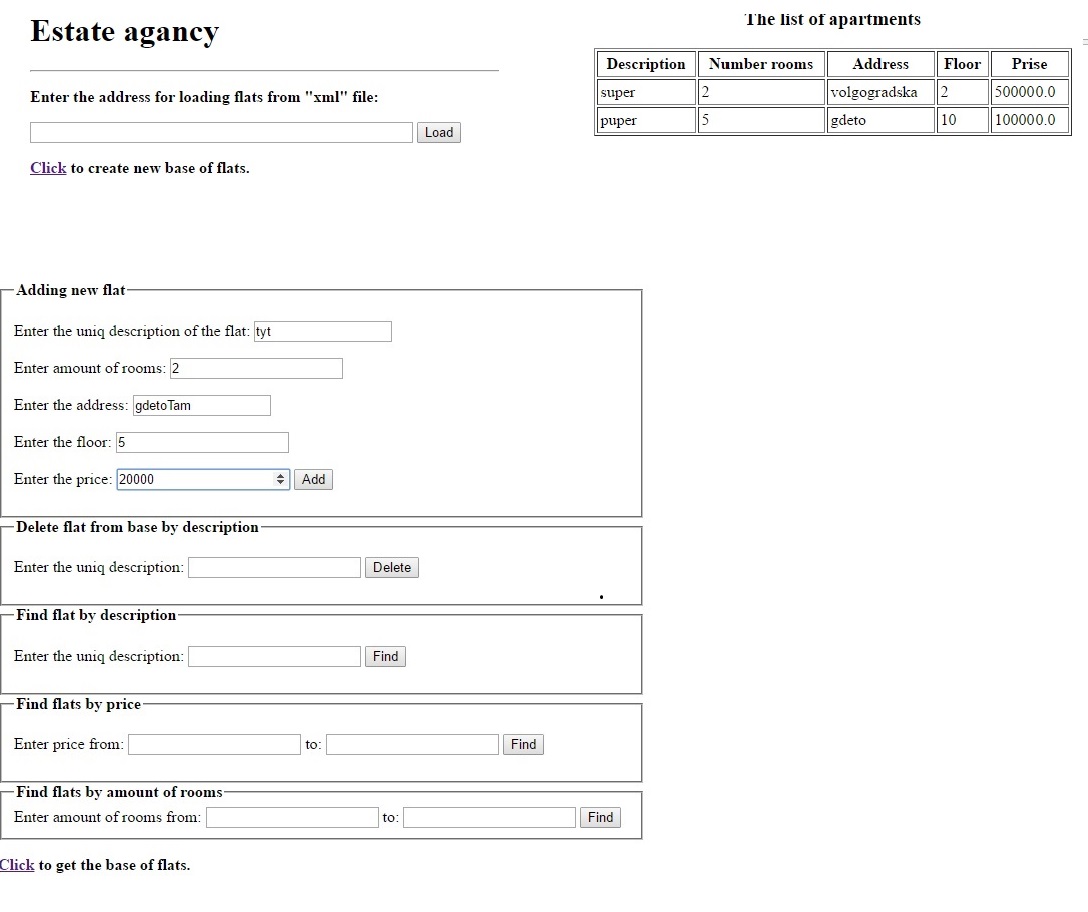 Estate agancy
Enter the address for loading flats from "xml" file:
Load
Click to create new base of flats.
The list of apartments
Description Number rooms Address Floor Prise
super 2 volgogradska 2 500000.0
puper 5 gdeto 10 100000.0
Adding new flat
Enter the uniq description of the flat: tyt
Enter amount of rooms: 2
Enter the address: gdetoTam
Enter the floor: 5
Enter the price: 20000 Add
Delete flat from base by description
Enter the uniq description: Delete
Find flat by description
Enter the uniq description: Find
Find flats by price
Enter price from: to: Find
Find flats by amount of rooms
Enter amount of rooms from: to: Find
Click to get the base of flats.